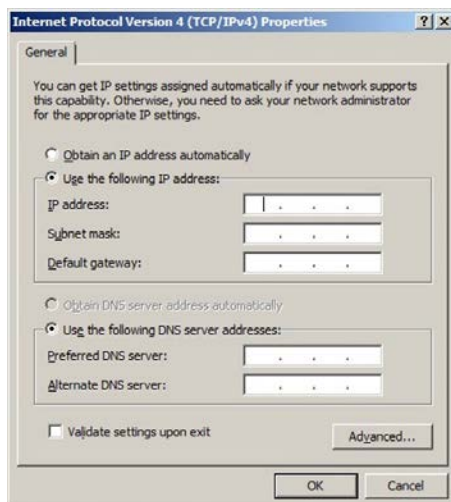 Internet Protocol Version 4 (TCP/IPv4) Properties
General
You can get IP settings assigned automatically if your network supports
this capability. Otherwise, you need to ask your network administrator
for the appropriate IP settings.
Obtain an IP address automatically
Use the following IP address:
IP address:
Subnet mask:
Default gateway:
Obtain DNS server address automatically
Use the following DNS server addresses:
Preferred DNS server:
Alternate DNS server:
Validate settings upon exit
Advanced...
OK Cancel